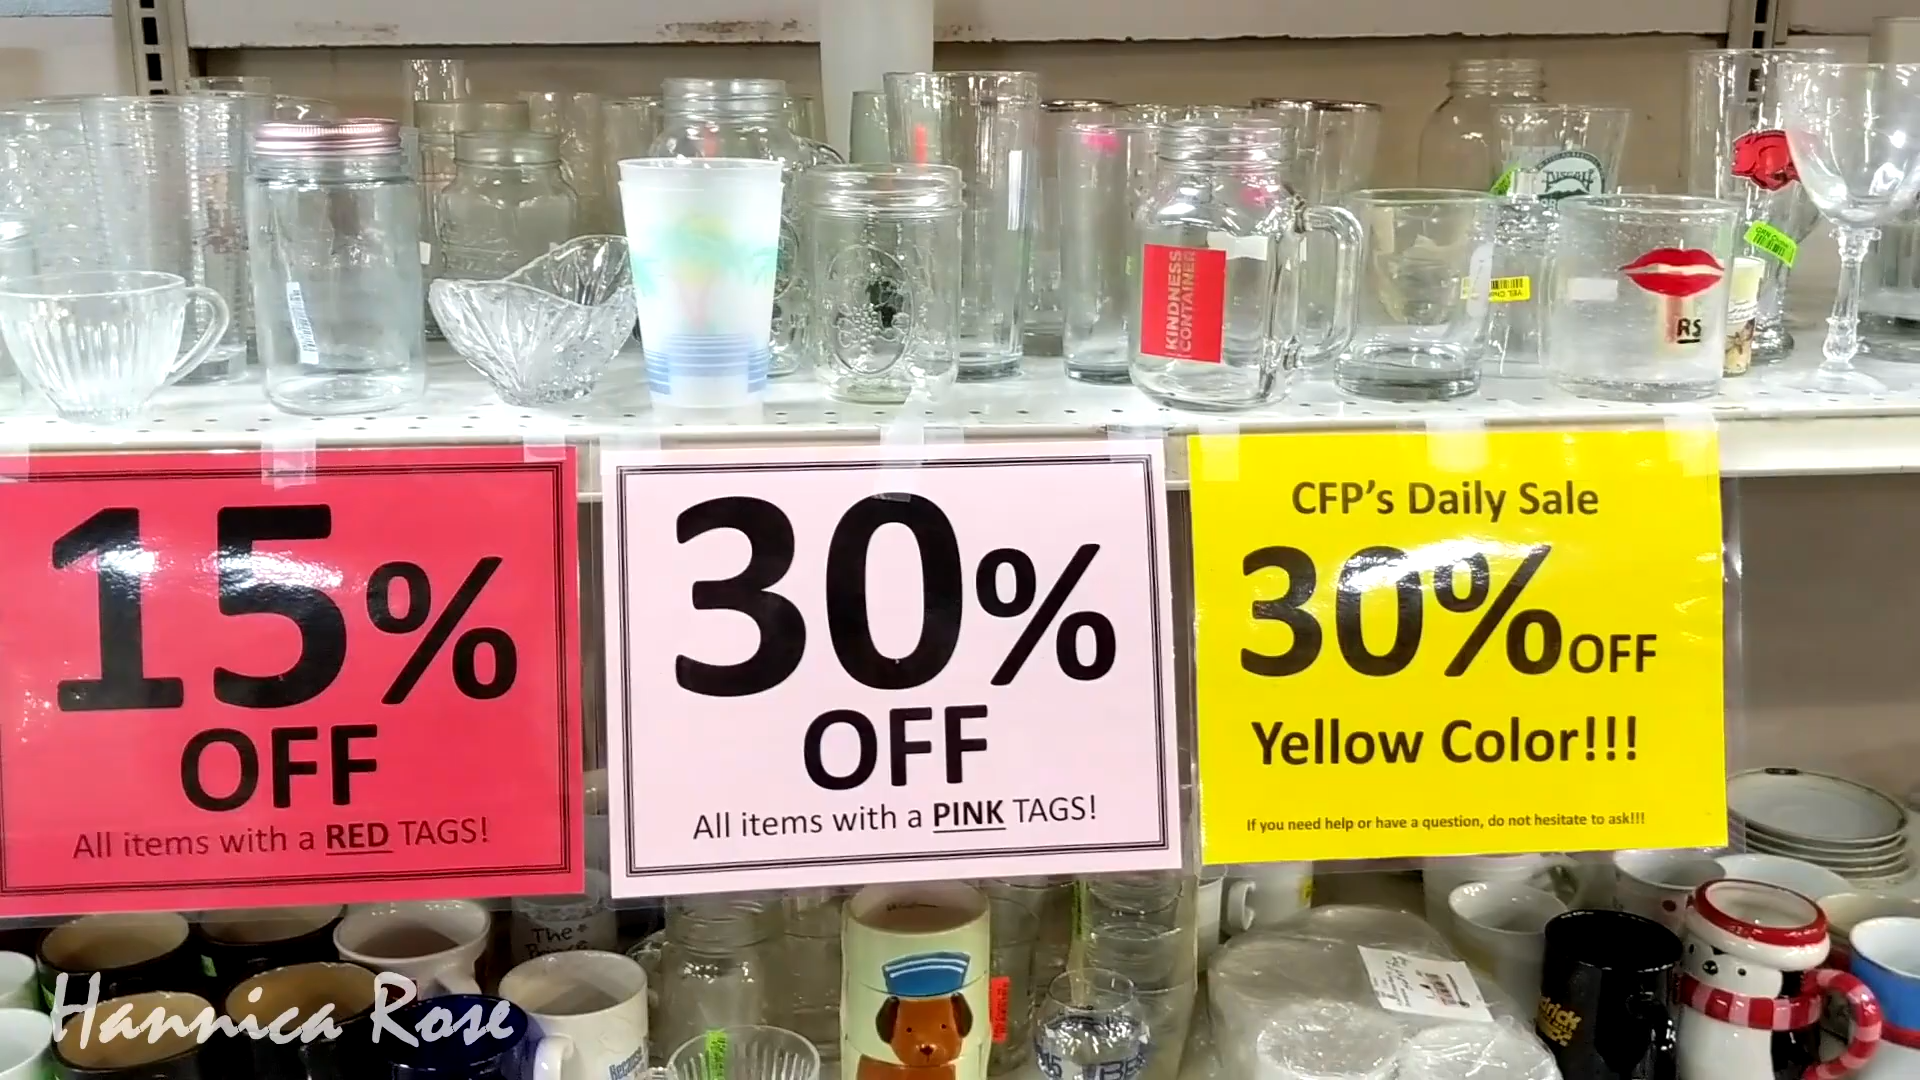 KINDNESS
CONTAINER
RS
15%
OFF
All items with a RED TAGS!
30%
OFF
All items with a PINK TAGS!
CFP's Daily Sale
30% OFF
Yellow Color!!!
If you need help or have a question, do not hesitate to ask!!!
The
Hannica Rose